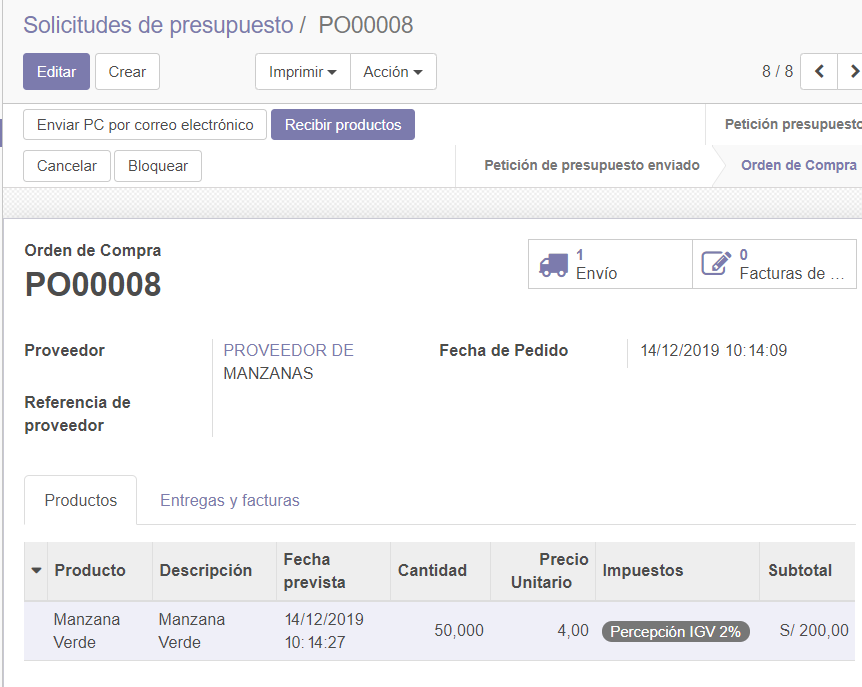 Solicitudes de presupuesto / PO00008
Editar Crear Imprimir Acción 8 / 8
Enviar PC por correo electrónico Recibir productos Petición presupuesto
Cancelar Bloquear Petición de presupuesto enviado Orden de Compra
Orden de Compra
PO00008
1
Envío
0
Facturas de ...
Proveedor PROVEEDOR DE
MANZANAS
Fecha de Pedido 14/12/2019 10:14:09
Referencia de
proveedor
Productos Entregas y facturas
Producto Descripción Fecha
prevista Cantidad Precio
Unitario Impuestos Subtotal
Manzana
Verde
Manzana
Verde
14/12/2019
10:14:27
50,000 4,00 Percepción IGV 2% S/ 200,00